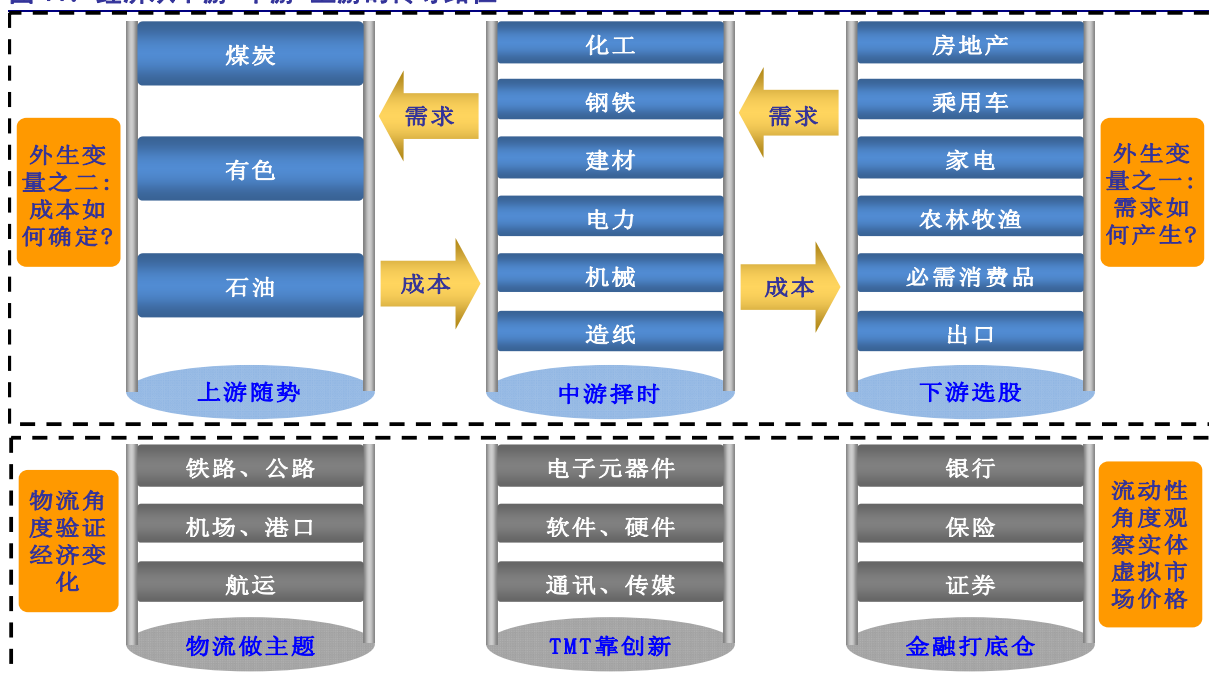 煤炭
有色
石油
上游随势
化工
钢铁
建材
电力
机械
造纸
中游择时
房地产
乘用车
家电
农林牧渔
必需消费品
出口
下游选股
需求
需求
成本
成本
外生变
量之二：
成本如
何确定？
外生变
量之一：
需求如
何产生？
物流角
度验证
经济变
化
铁路、公路
机场、港口
航运
物流做主题
电子元器件
软件、硬件
通讯、传媒
TMT靠创新
银行
保险
证券
金融打底仓
流动性
角度观
察实体
虚拟市
场价格